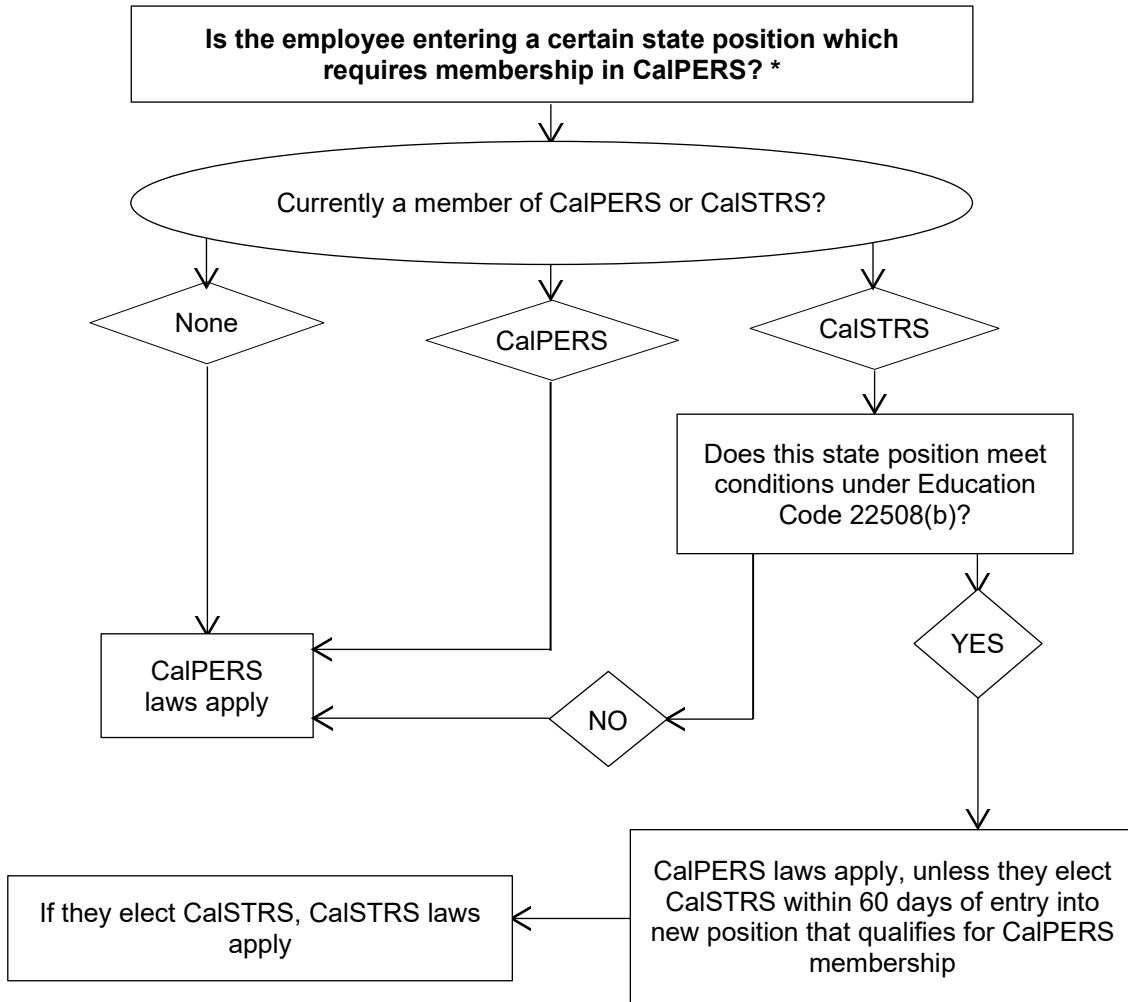 Is the employee entering a certain state position which
requires membership in CalPERS? *
Currently a member of CalPERS or CalSTRS?
None
CalPERS
CalSTRS
Does this state position meet
conditions under Education
Code 22508(b)?
YES
CalPERS
laws apply
NO
CalPERS laws apply, unless they elect
CalSTRS within 60 days of entry into
new position that qualifies for CalPERS
membership
If they elect CalSTRS, CalSTRS laws
apply